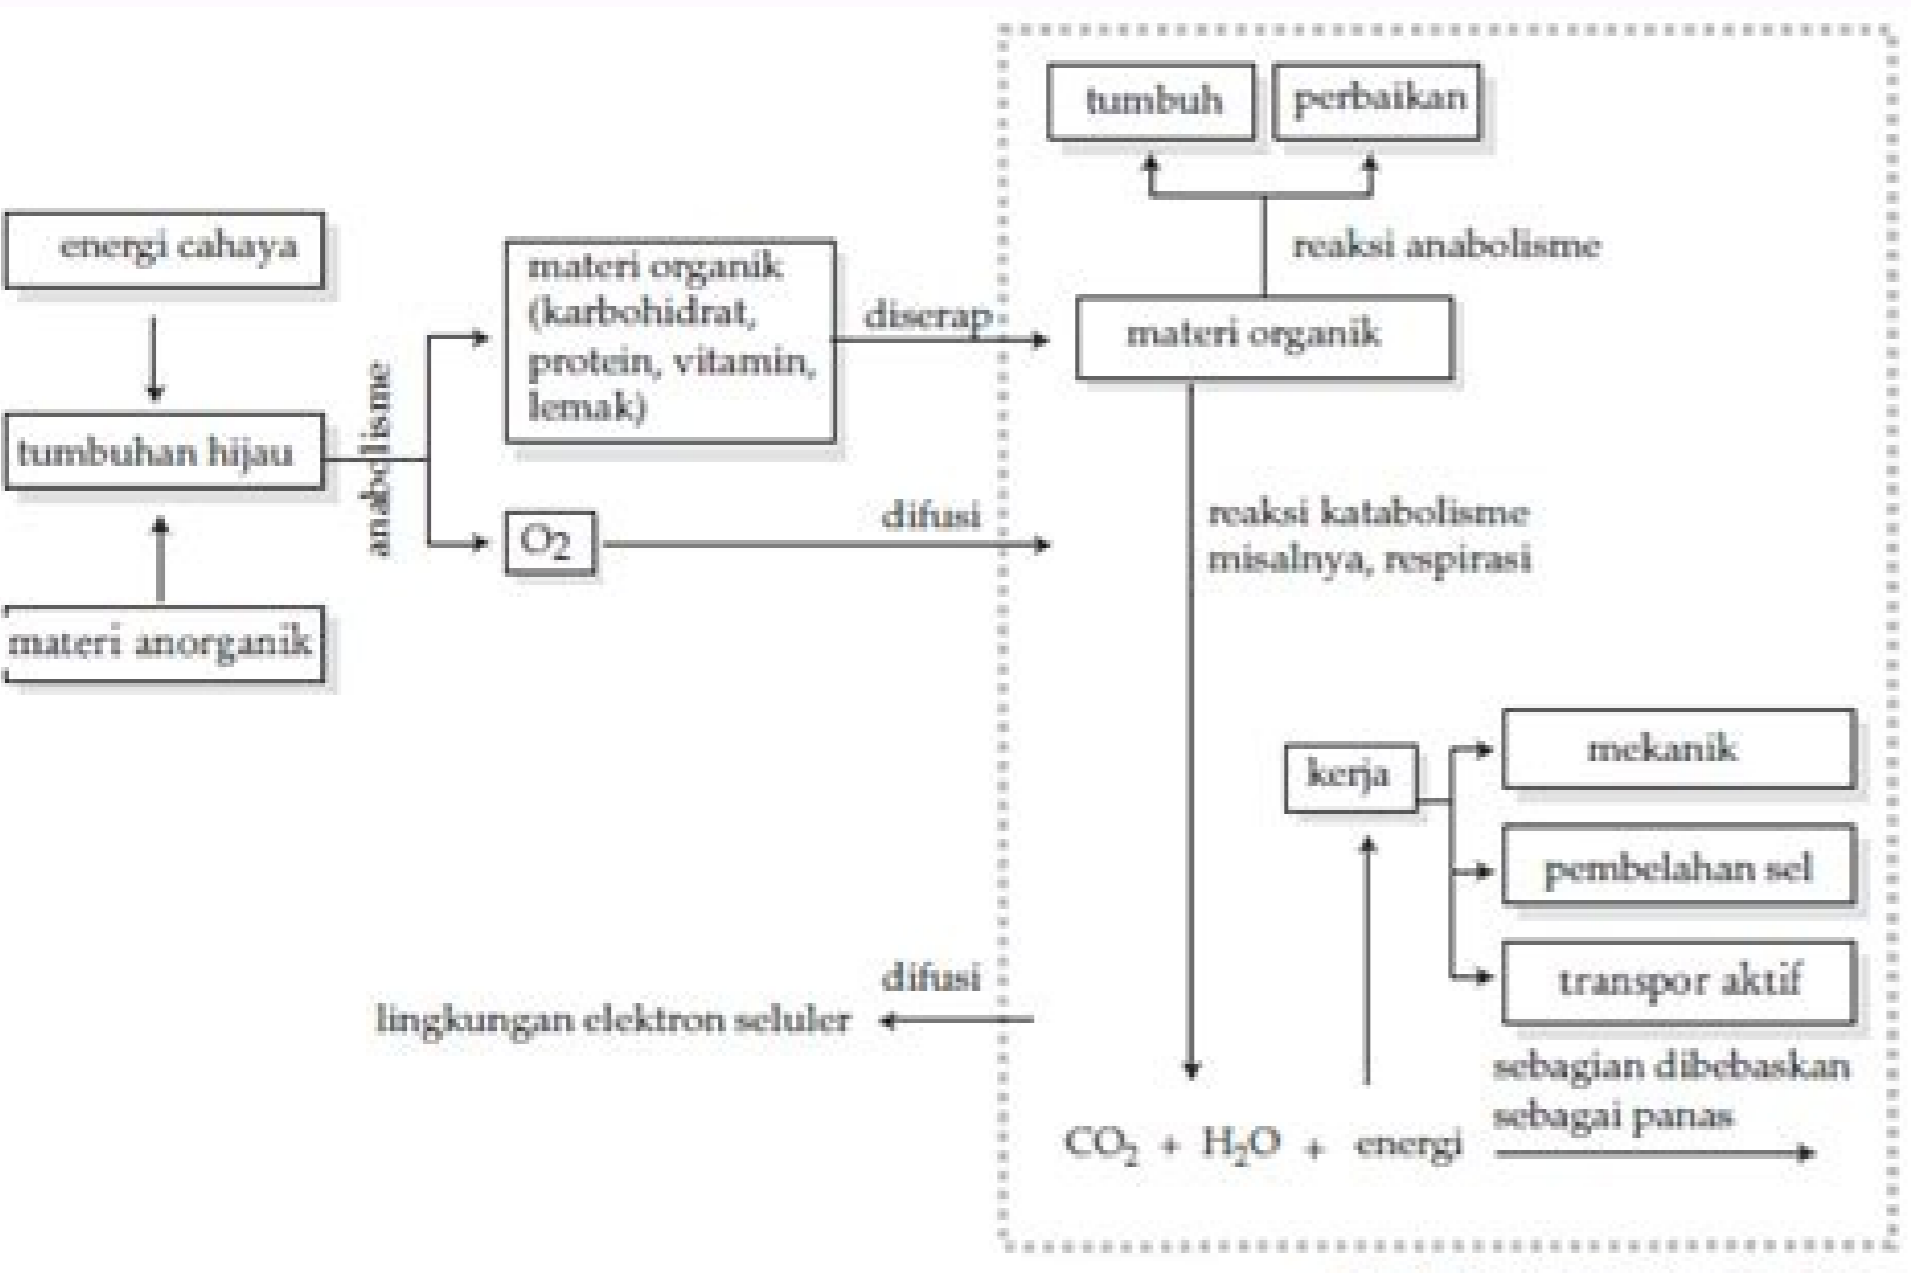 tumbuh
perbaikan
energi cahaya
reaksi anabolisme
materi organik
(karbohidrat,
protein, vitamin,
lemak)
diserap
materi organik
anabolisme
tumbuhan hijau
O₂
difusi
reaksi katabolisme
misalnya, respirasi
materi anorganik
kerja
mekanik
pembelahan sel
transpor aktif
difusi
lingkungan elektron seluler
sebagian dibebaskan
sebagai panas
CO₂ + H₂O + energi